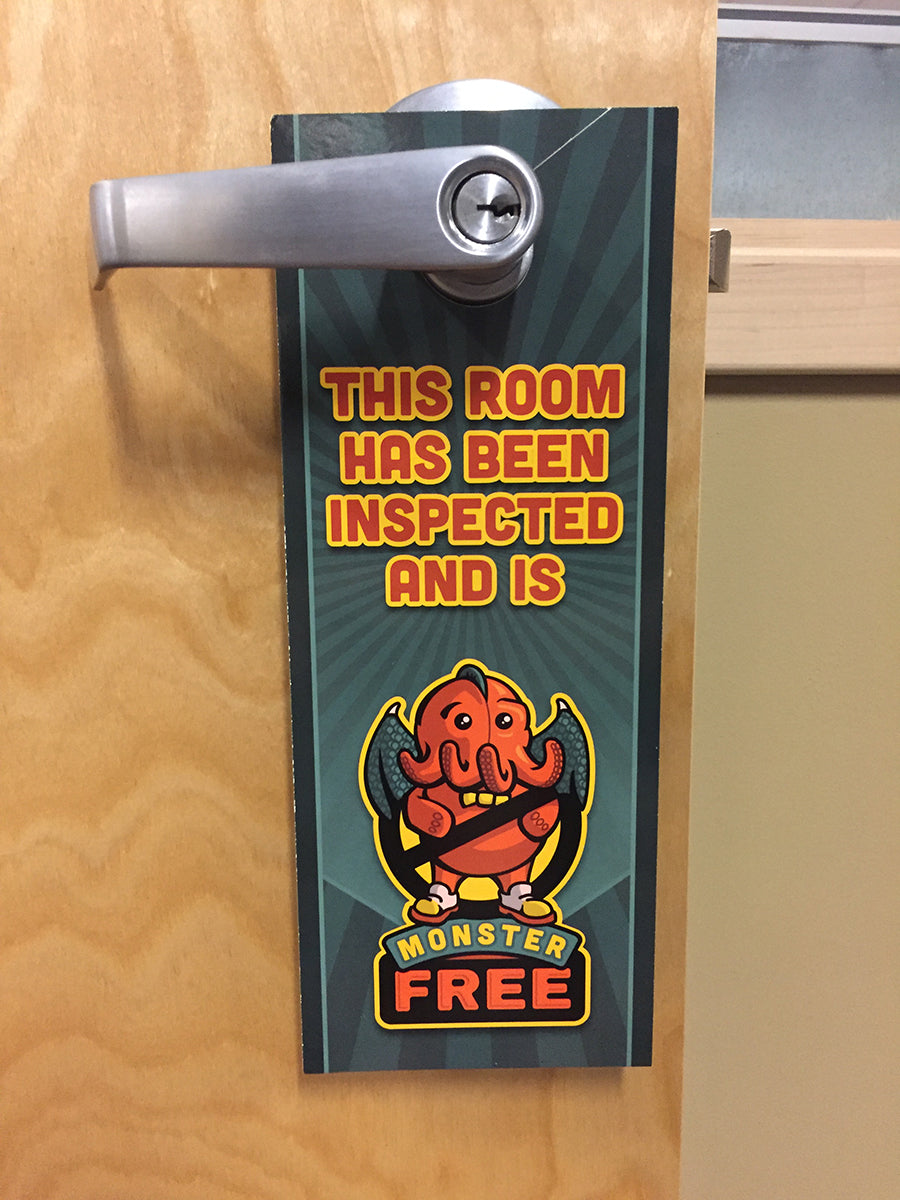 THIS ROOM
HAS BEEN
INSPECTED
AND IS
MONSTER
FREE